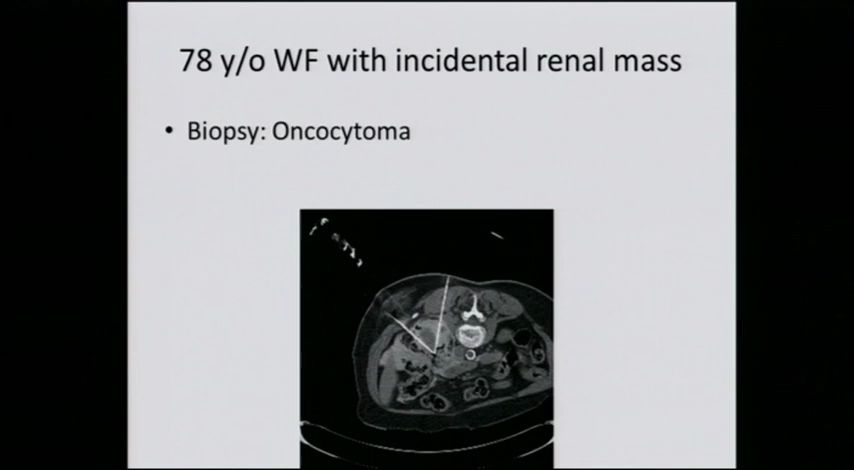 78 y/o WF with incidental renal mass
• Biopsy: Oncocytoma